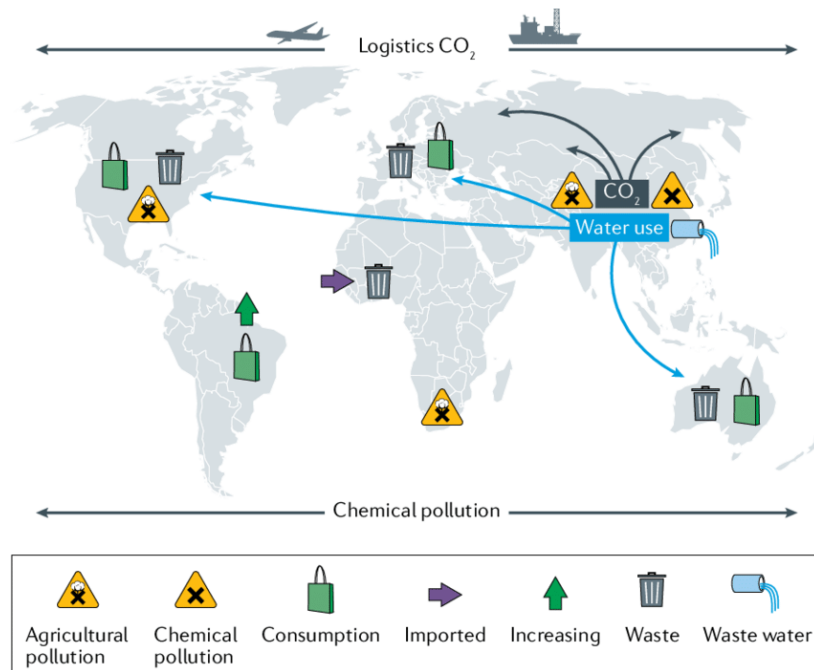 Logistics CO₂
CO₂
Water use
Chemical pollution
Agricultural pollution
Chemical pollution
Consumption
Imported
Increasing
Waste
Waste water